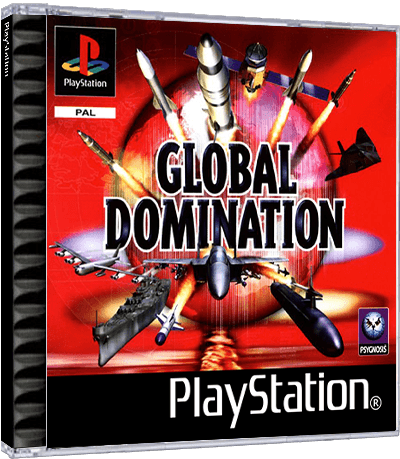 PlayStation
PlayStation
PAL
GLOBAL
DOMINATION
PSYGNOSIS
PlayStation®